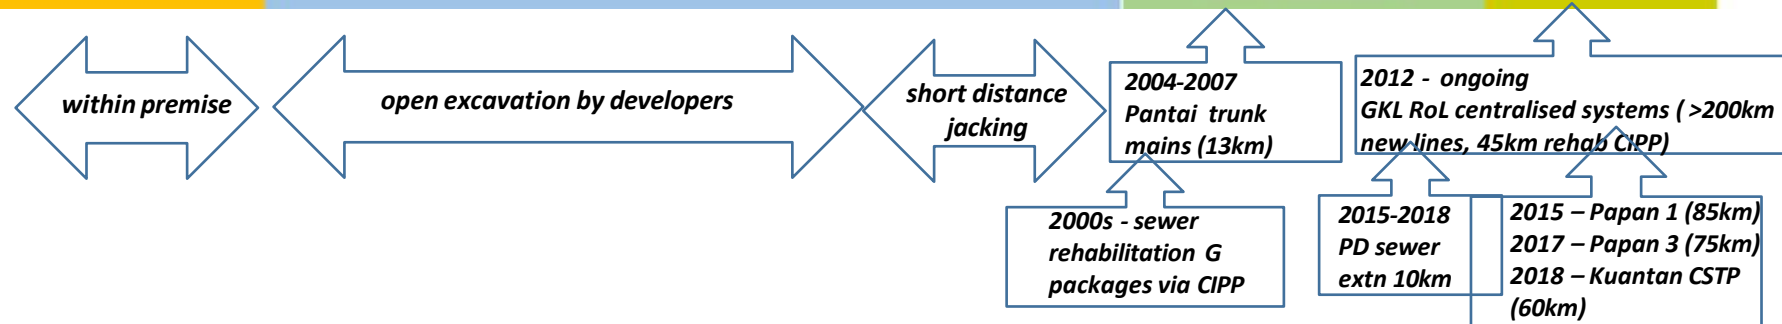 within premise
open excavation by developers
short distance
jacking
2004-2007
Pantai trunk
mains (13km)
2012 - ongoing
GKL RoL centralised systems ( >200km
new lines, 45km rehab CIPP)
2000s - sewer
rehabilitation G
packages via CIPP
2015-2018
PD sewer
extn 10km
2015 – Papan 1 (85km)
2017 – Papan 3 (75km)
2018 – Kuantan CSTP
(60km)